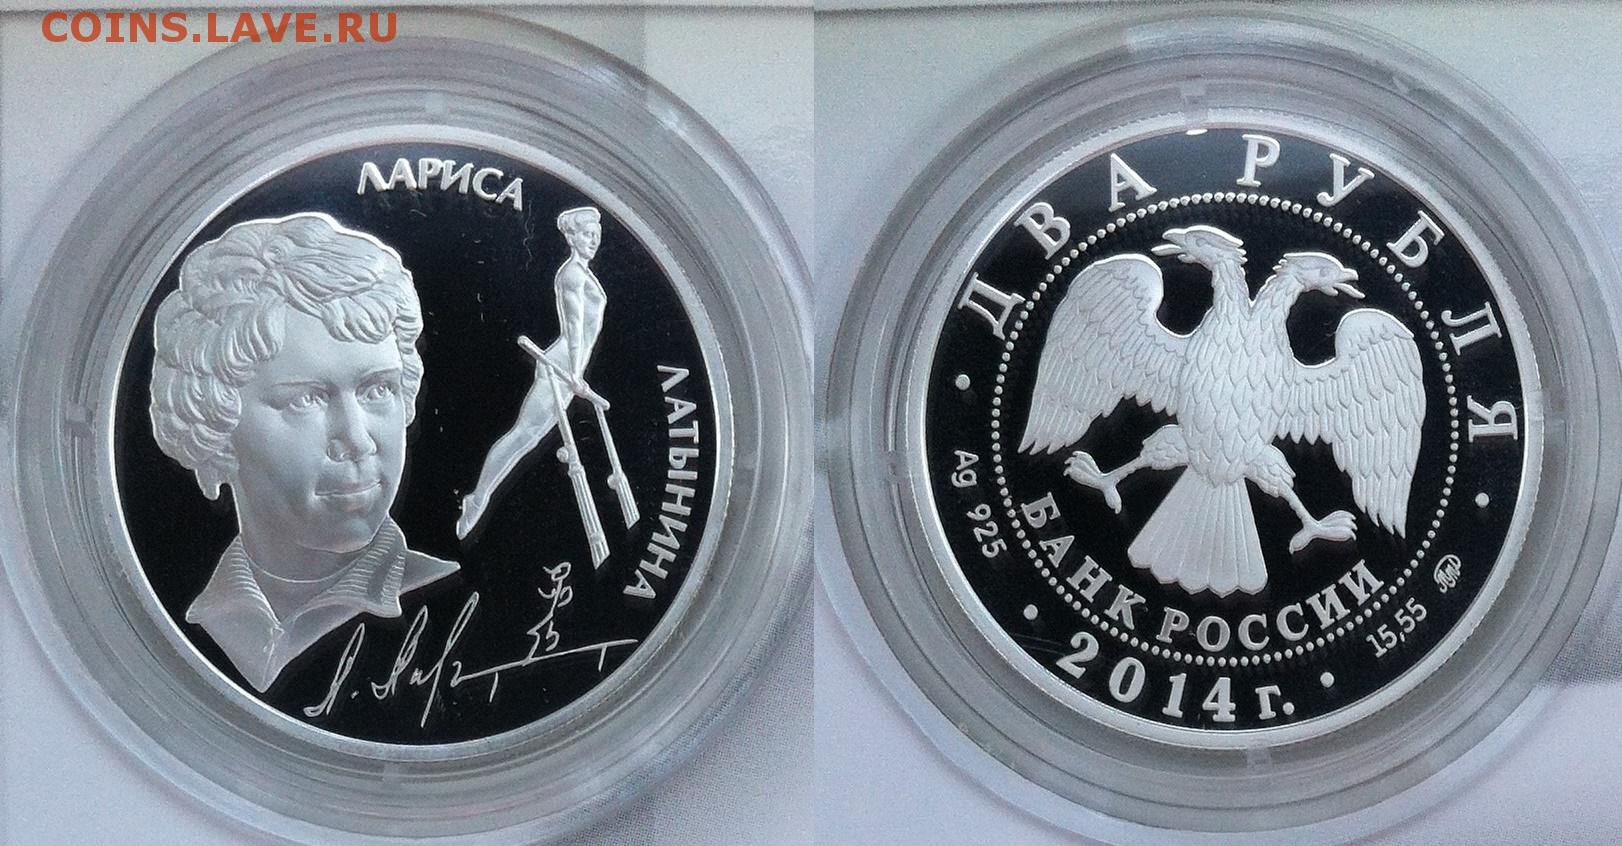 COINS.LAVE.RU
ЛАРИСА
ЛАТЫНИНА
ДВА РУБЛЯ
Ag 925
БАНК РОССИИ
15,55
2014 г.